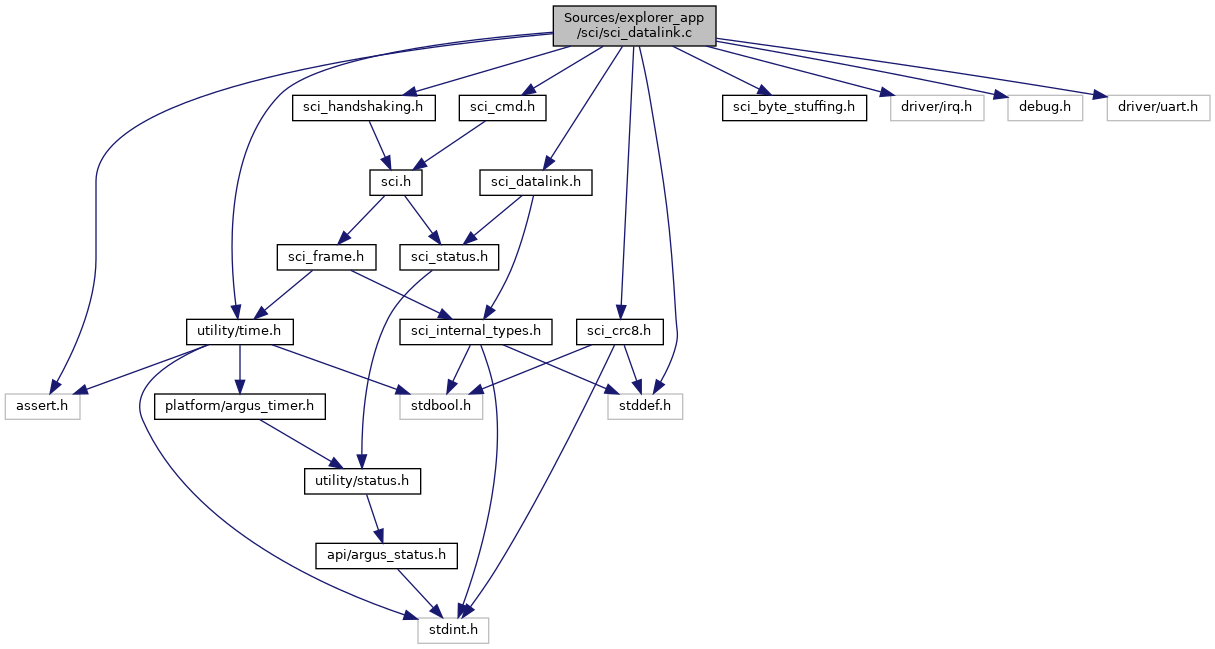 Sources/explorer_app
/sci/sci_datalink.c
sci_handshaking.h
sci_cmd.h
sci_byte_stuffing.h
driver/irq.h
debug.h
driver/uart.h
sci.h
sci_datalink.h
sci_frame.h
sci_status.h
utility/time.h
sci_internal_types.h
sci_crc8.h
assert.h
platform/argus_timer.h
stdbool.h
stddef.h
utility/status.h
api/argus_status.h
stdint.h